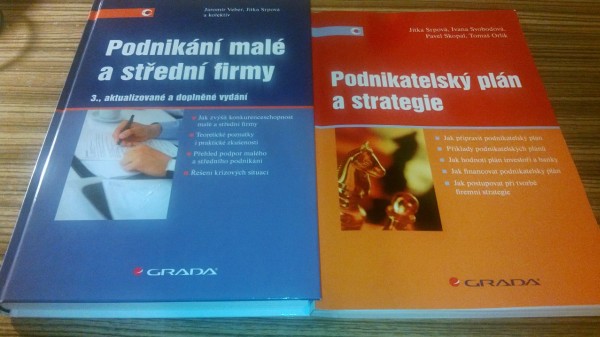 Jaromír Veber, Jitka Srpová
a kolektiv
Podnikání malé
a střední firmy
3., aktualizované a doplněné vydání
Jak zvýšit konkurenceschopnost
malé a střední firmy
Teoretické poznatky
i praktické zkušenosti
Přehled podpor malého
a středního podnikání
Řešení krizových situací
GRADA
Jitka Srpová, Ivana Svobodová,
Pavel Skopal, Tomáš Orlík
Podnikatelský plán
a strategie
Jak připravit podnikatelský plán
Příklady podnikatelských plánů
Jak hodnotí plán investoři a banky
Jak financovat podnikatelský plán
Jak postupovat při tvorbě
firemní strategie
GRADA